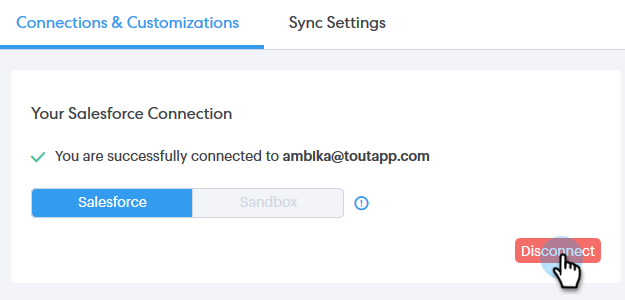 Connections & Customizations Sync Settings
Your Salesforce Connection
You are successfully connected to ambika@toutapp.com
Salesforce Sandbox
Disconnect